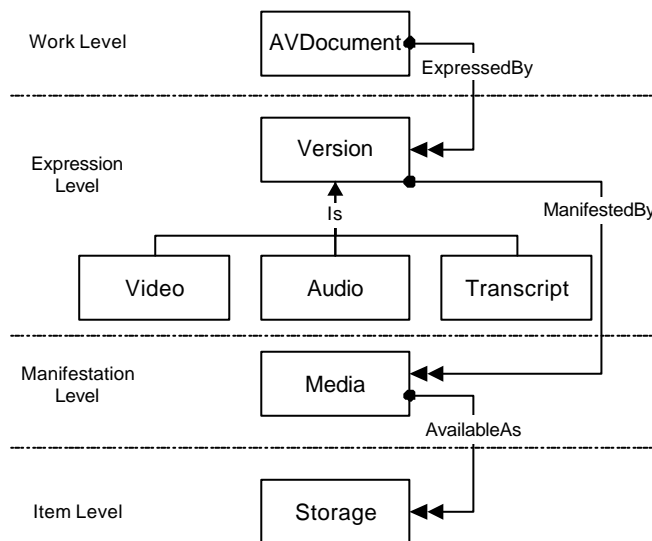 Work Level
AVDocument
ExpressedBy
Version
Expression
Level
Is
ManifestedBy
Video
Audio
Transcript
Manifestation
Level
Media
AvailableAs
Item Level
Storage